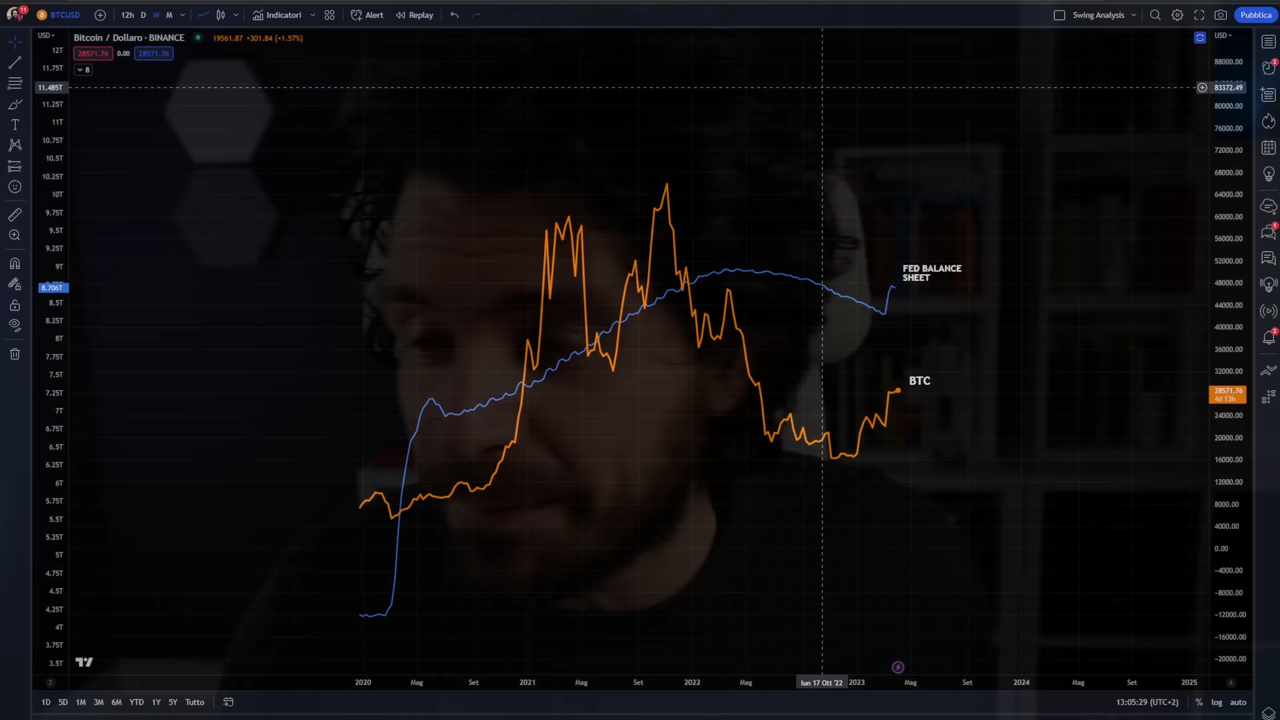 11
BTCUSD
12h D W M Indicatori Alert Replay Swing Analysis Pubblica
USD Bitcoin / Dollaro · BINANCE 19561.87 +301.84 (+1.57%) USD
28571.76 0.00 28571.76
8
12T
11.75T
11.485T
11.25T
11T
10.75T
10.5T
10.25T
10T
9.75T
9.5T
9.25T
9T
8.706T
8.5T
8.25T
8T
7.75T
7.5T
7.25T
7T
6.75T
6.5T
6.25T
6T
5.75T
5.5T
5.25T
5T
4.75T
4.5T
4.25T
4T
3.75T
3.5T
FED BALANCE
SHEET
BTC
88000.00
83372.49
80000.00
76000.00
72000.00
68000.00
64000.00
60000.00
56000.00
52000.00
48000.00
44000.00
40000.00
36000.00
32000.00
28571.76
4d 13h
24000.00
20000.00
16000.00
12000.00
8000.00
4000.00
0.00
−4000.00
−8000.00
−12000.00
−16000.00
−20000.00
2
1
2
Z 2020 Mag Set 2021 Mag Set 2022 Mag lun 17 Ott '22 2023 Mag Set 2024 Mag Set 2025 A
1D 5D 1M 3M 6M YTD 1Y 5Y Tutto 13:05:29 (UTC+2) % log auto